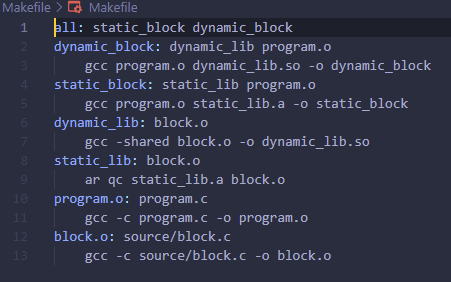 Makefile > Makefile
1 all: static_block dynamic_block
2 dynamic_block: dynamic_lib program.o
3 gcc program.o dynamic_lib.so -o dynamic_block
4 static_block: static_lib program.o
5 gcc program.o static_lib.a -o static_block
6 dynamic_lib: block.o
7 gcc -shared block.o -o dynamic_lib.so
8 static_lib: block.o
9 ar qc static_lib.a block.o
10 program.o: program.c
11 gcc -c program.c -o program.o
12 block.o: source/block.c
13 gcc -c source/block.c -o block.o